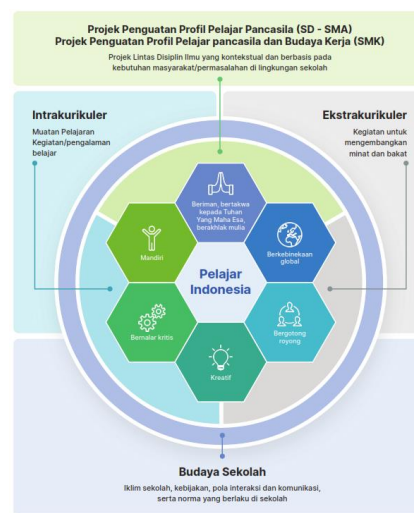 Projek Penguatan Profil Pelajar Pancasila (SD - SMA)
Projek Penguatan Profil Pelajar pancasila dan Budaya Kerja (SMK)
Projek Lintas Disiplin Ilmu yang kontekstual dan berbasis pada
kebutuhan masyarakat/permasalahan di lingkungan sekolah
Intrakurikuler
Muatan Pelajaran
Kegiatan/pengalaman
belajar
Ekstrakurikuler
Kegiatan untuk
mengembangkan
minat dan bakat
Beriman, bertakwa
kepada Tuhan
Yang Maha Esa,
berakhlak mulia
Mandiri
Berkebinekaan
global
Pelajar
Indonesia
Bernalar kritis
Bergotong
royong
Kreatif
Budaya Sekolah
Iklim sekolah, kebijakan, pola interaksi dan komunikasi,
serta norma yang berlaku di sekolah